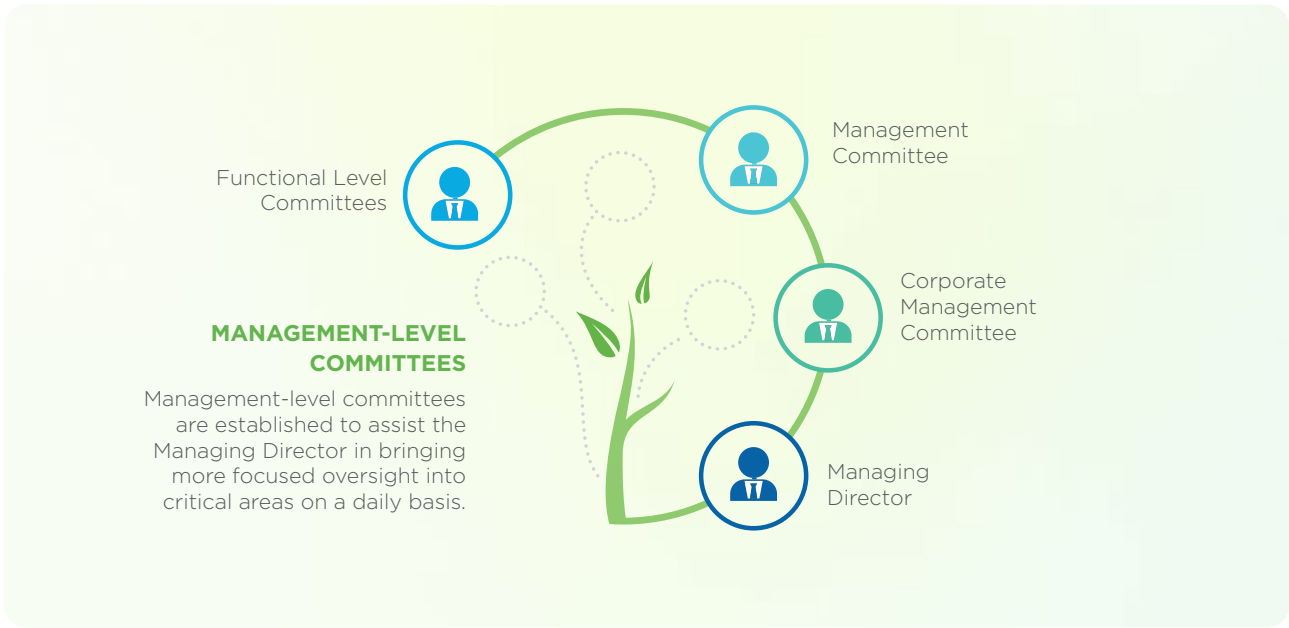 Management
Committee
Functional Level
Committees
Corporate
Management
Committee
MANAGEMENT-LEVEL
COMMITTEES
Management-level committees
are established to assist the
Managing Director in bringing
more focused oversight into
critical areas on a daily basis.
Managing
Director